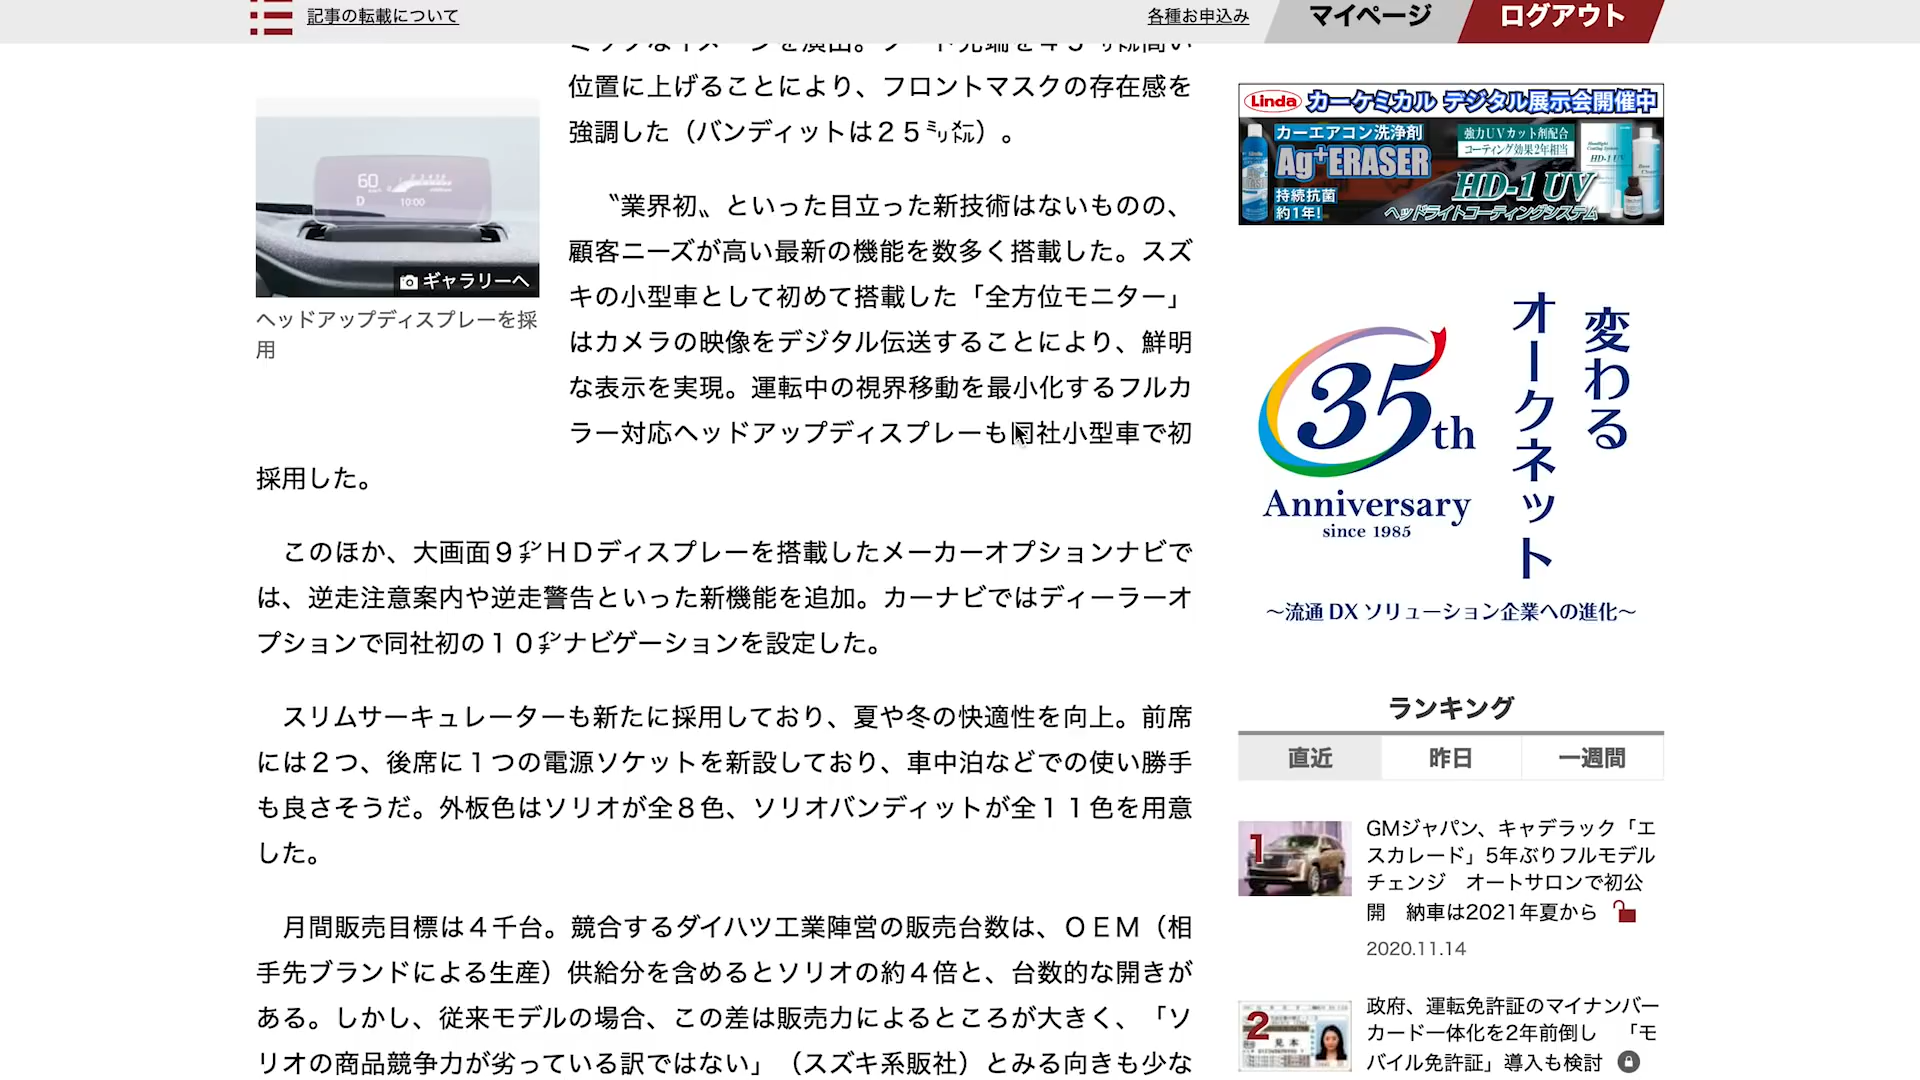 記事の転載について
各種お申込み
マイページ
ログアウト
位置に上げることにより、フロントマスクの存在感を
強調した（バンディットは２５㍉㍍）。
〝業界初〟といった目立った新技術はないものの、
顧客ニーズが高い最新の機能を数多く搭載した。スズ
キの小型車として初めて搭載した「全方位モニター」
はカメラの映像をデジタル伝送することにより、鮮明
な表示を実現。運転中の視界移動を最小化するフルカ
ラー対応ヘッドアップディスプレーも同社小型車で初
採用した。
60
D
10:00
ギャラリーへ
ヘッドアップディスプレーを採
用
このほか、大画面９㌅ＨＤディスプレーを搭載したメーカーオプションナビで
は、逆走注意案内や逆走警告といった新機能を追加。カーナビではディーラーオ
プションで同社初の１０㌅ナビゲーションを設定した。
スリムサーキュレーターも新たに採用しており、夏や冬の快適性を向上。前席
には２つ、後席に１つの電源ソケットを新設しており、車中泊などでの使い勝手
も良さそうだ。外板色はソリオが全８色、ソリオバンディットが全１１色を用意
した。
月間販売目標は４千台。競合するダイハツ工業陣営の販売台数は、ＯＥＭ（相
手先ブランドによる生産）供給分を含めるとソリオの約４倍と、台数的な開きが
ある。しかし、従来モデルの場合、この差は販売力によるところが大きく、「ソ
リオの商品競争力が劣っている訳ではない」（スズキ系販社）とみる向きも少な
Linda カーケミカル デジタル展示会開催中
カーエアコン洗浄剤
Ag+ERASER
持続抗菌
約1年!
強力UVカット剤配合
コーティング効果2年相当
HD-1 UV
ヘッドライトコーティングシステム
変わる
オークネット
35th
Anniversary
since 1985
～流通DXソリューション企業への進化～
ランキング
直近
昨日
一週間
1
GMジャパン、キャデラック「エ
スカレード」5年ぶりフルモデル
チェンジ　オートサロンで初公
開　納車は2021年夏から
2020.11.14
2
見本
政府、運転免許証のマイナンバー
カード一体化を2年前倒し　「モ
バイル免許証」導入も検討